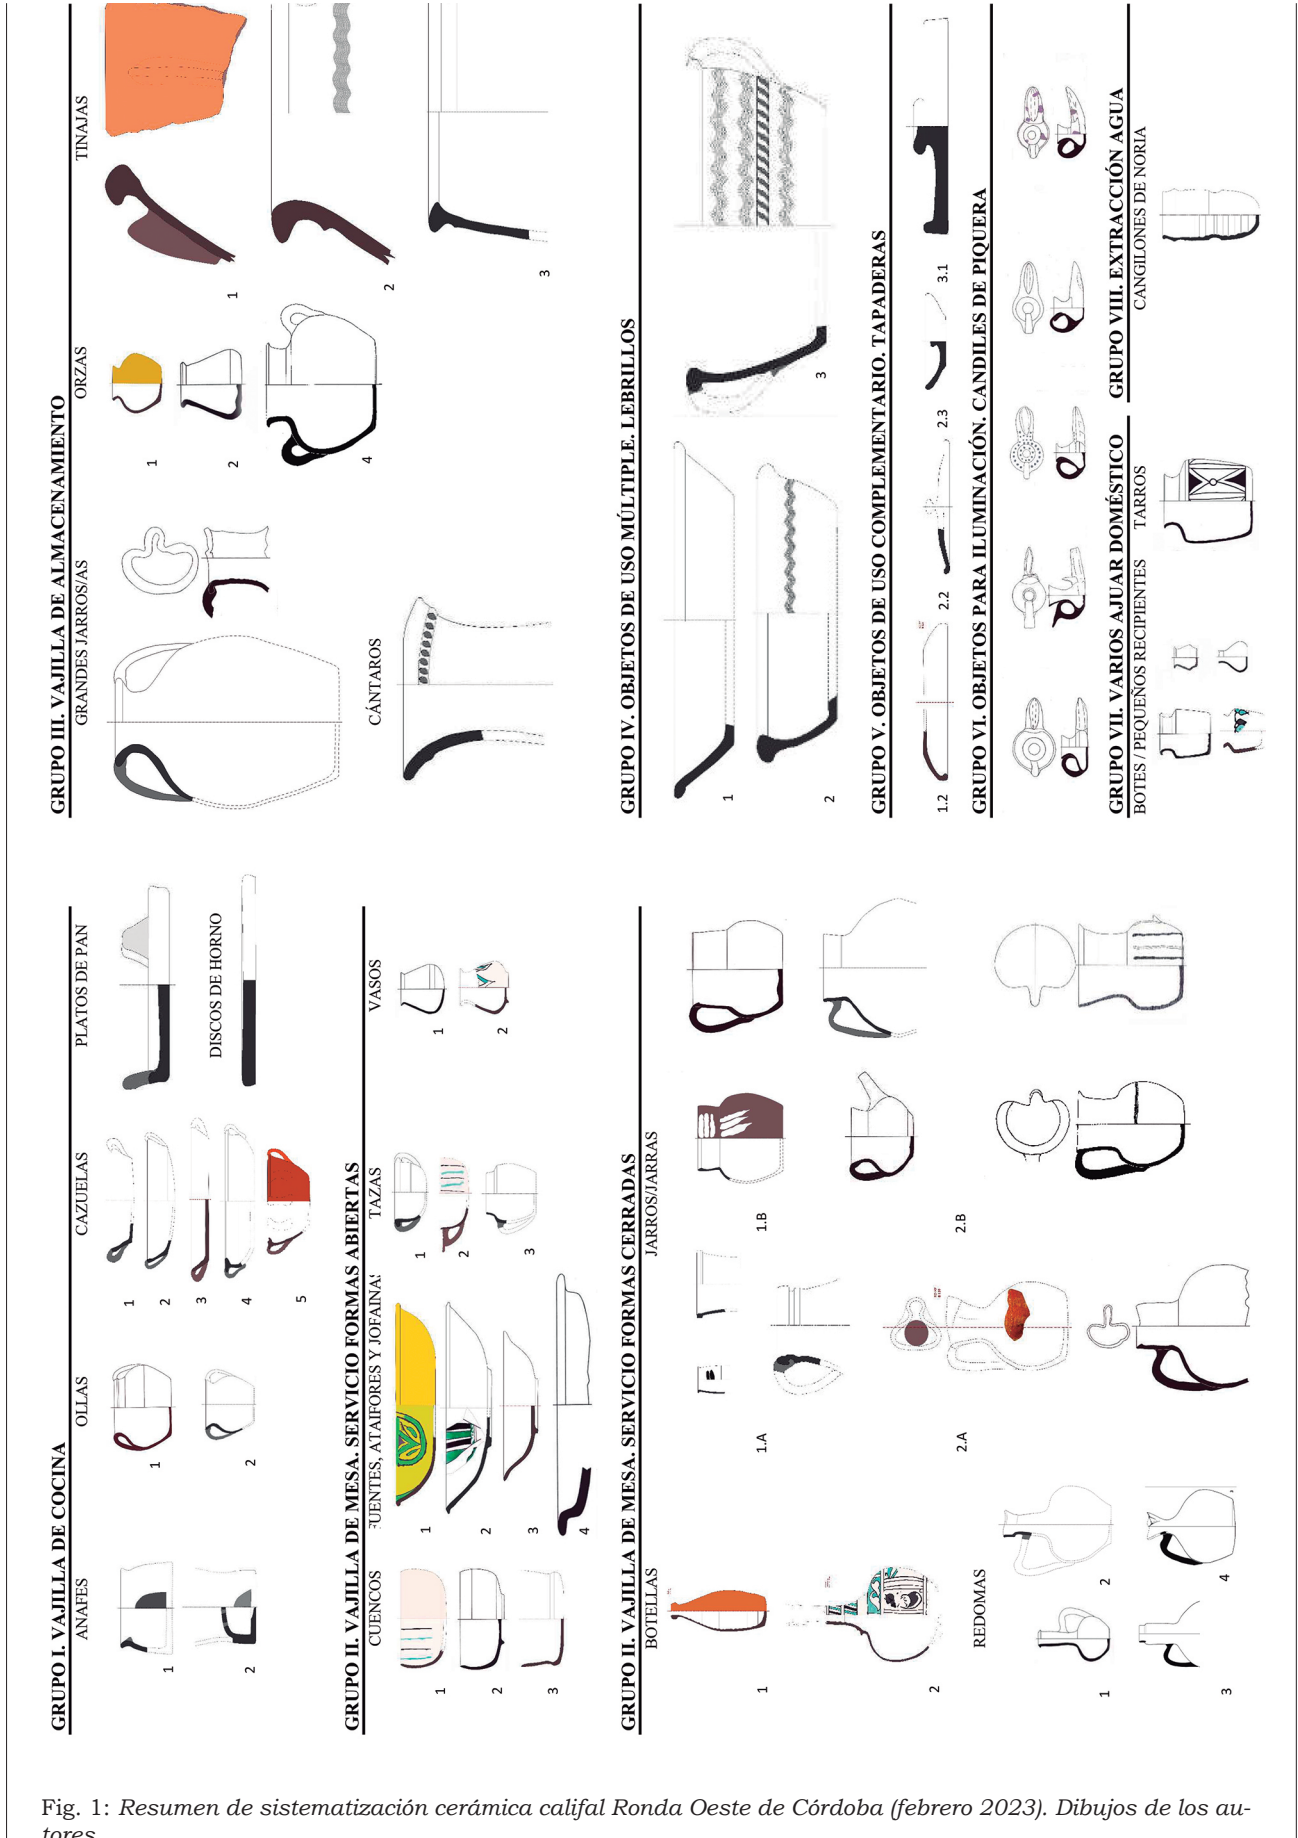 GRUPO I. VAJILLA DE COCINA
ANAFES
OLLAS
CAZUELAS
PLATOS DE PAN
1
2
1
2
1
2
3
4
5
DISCOS DE HORNO
GRUPO II. VAJILLA DE MESA. SERVICIO FORMAS ABIERTAS
CUENCOS
FUENTES, ATAIFORES Y JOFAINAS
TAZAS
VASOS
1
2
3
1
2
3
4
1
2
3
1
2
GRUPO II. VAJILLA DE MESA. SERVICIO FORMAS CERRADAS
BOTELLAS
JARROS/JARRAS
1
2
1.A
2.A
1.B
2.B
REDOMAS
1
2
3
4
GRUPO III. VAJILLA DE ALMACENAMIENTO
GRANDES JARROS/AS
ORZAS
TINAJAS
1
2
4
1
2
3
CÁNTAROS
GRUPO IV. OBJETOS DE USO MÚLTIPLE. LEBRILLOS
1
2
3
GRUPO V. OBJETOS DE USO COMPLEMENTARIO. TAPADERAS
1.2
2.2
2.3
3.1
GRUPO VI. OBJETOS PARA ILUMINACIÓN. CANDILES DE PIQUERA
GRUPO VII. VARIOS AJUAR DOMÉSTICO
BOTES / PEQUEÑOS RECIPIENTES
TARROS
GRUPO VIII. EXTRACCIÓN AGUA
CANGILONES DE NORIA
Fig. 1: Resumen de sistematización cerámica califal Ronda Oeste de Córdoba (febrero 2023). Dibujos de los au-
tores